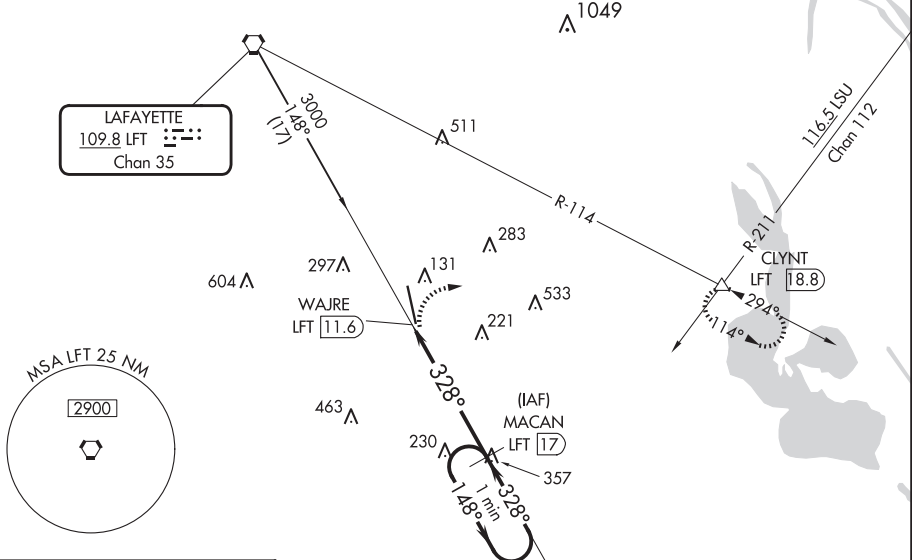 1049
LAFAYETTE
109.8 LFT
Chan 35
3000
148°
(17)
511
116.5 LSU
Chan 112
R-114
R-211
CLYNT
LFT 18.8
294°
114°
283
297
131
604
533
WAJRE
LFT 11.6
221
MSA LFT 25 NM
2900
328°
463
(IAF)
MACAN
LFT 17
230
357
1 min
148°
328°